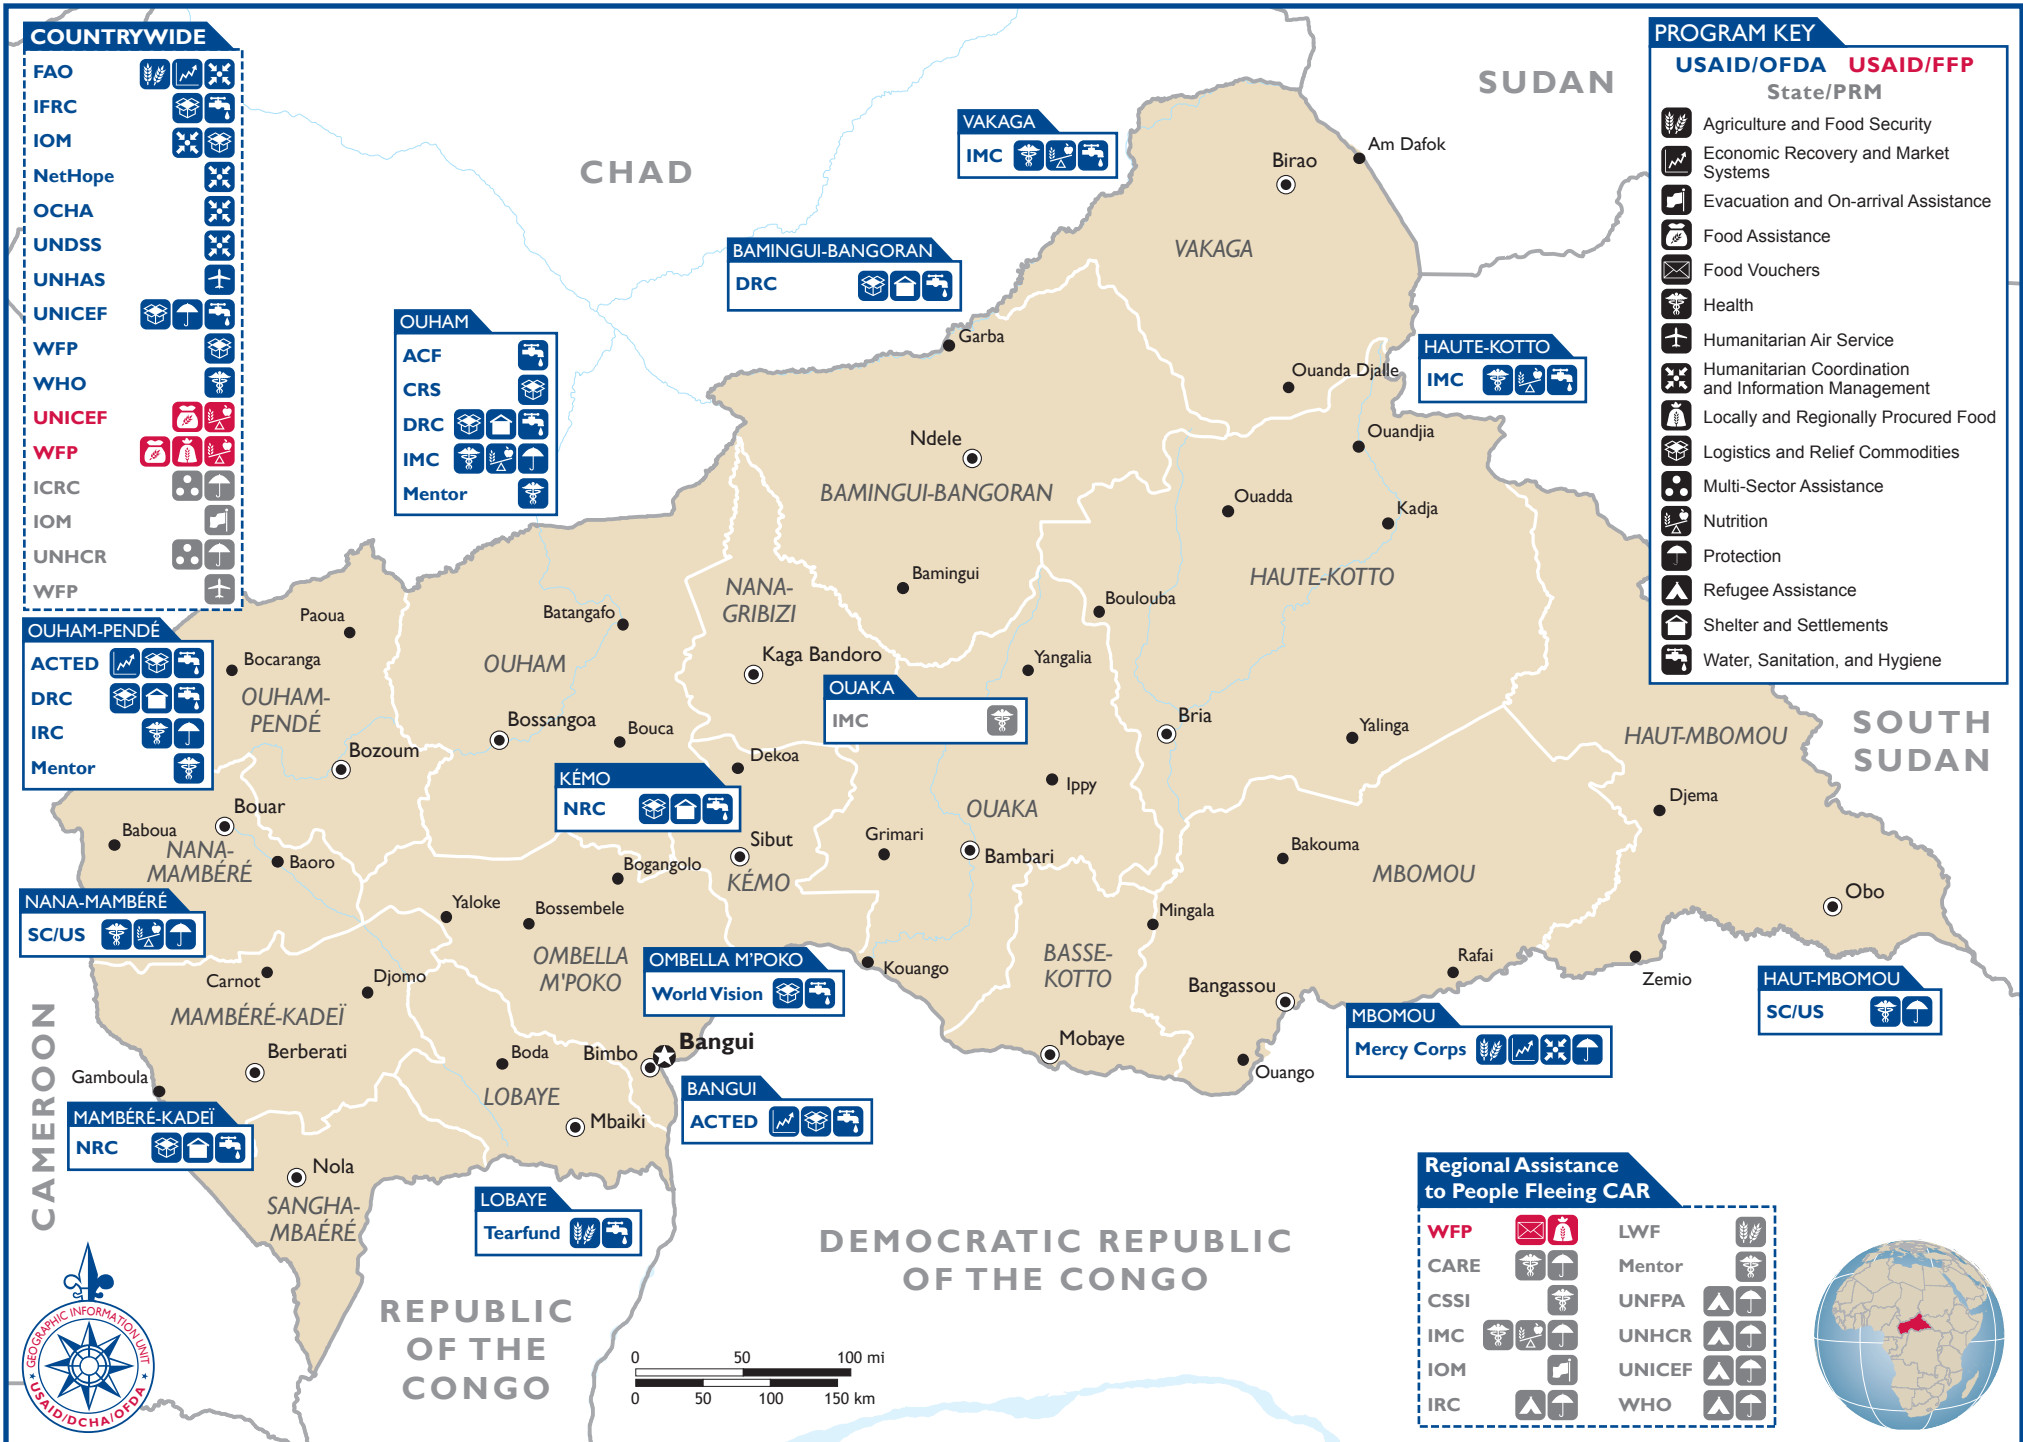 COUNTRYWIDE
FAO
IFRC
IOM
NetHope
OCHA
UNDSS
UNHAS
UNICEF
WFP
WHO
UNICEF
WFP
ICRC
IOM
UNHCR
WFP
OUHAM-PENDÉ
ACTED
DRC
IRC
Mentor
NANA-MAMBÉRÉ
SC/US
MAMBÉRÉ-KADEÏ
NRC
OUHAM
ACF
CRS
DRC
IMC
Mentor
BAMINGUI-BANGORAN
DRC
VAKAGA
IMC
HAUTE-KOTTO
IMC
OUAKA
IMC
KÉMO
NRC
OMBELLA M'POKO
World Vision
BANGUI
ACTED
LOBAYE
Tearfund
MBOMOU
Mercy Corps
HAUT-MBOMOU
SC/US
PROGRAM KEY
USAID/OFDA USAID/FFP
State/PRM
Agriculture and Food Security
Economic Recovery and Market
Systems
Evacuation and On-arrival Assistance
Food Assistance
Food Vouchers
Health
Humanitarian Air Service
Humanitarian Coordination
and Information Management
Locally and Regionally Procured Food
Logistics and Relief Commodities
Multi-Sector Assistance
Nutrition
Protection
Refugee Assistance
Shelter and Settlements
Water, Sanitation, and Hygiene
CHAD
SUDAN
SOUTH
SUDAN
CAMEROON
REPUBLIC
OF THE
CONGO
DEMOCRATIC REPUBLIC
OF THE CONGO
VAKAGA
Birao
Am Dafok
Garba
Ouanda Djalle
Ndele
BAMINGUI-BANGORAN
Bamingui
Ouandjia
Ouadda
Kadja
HAUTE-KOTTO
Boulouba
Bria
Yalinga
NANA-
GRIBIZI
Kaga Bandoro
Paoua
Bocaranga
OUHAM-
PENDÉ
Bozoum
Batangafo
OUHAM
Bossangoa
Bouca
Yangalia
Ippy
OUAKA
Grimari
Bambari
Kouango
Dekoa
Sibut
KÉMO
Bouar
Baboua
NANA-
MAMBÉRÉ
Baoro
Bogangolo
Yaloke
Bossembele
OMBELLA
M'POKO
Carnot
Djomo
MAMBÉRÉ-KADEÏ
Berberati
Gamboula
Boda
Bimbo
Bangui
LOBAYE
Mbaiki
Nola
SANGHA-
MBAÉRÉ
BASSE-
KOTTO
Mobaye
Mingala
Bakouma
MBOMOU
Bangassou
Rafai
Ouango
HAUT-MBOMOU
Djema
Obo
Zemio
Regional Assistance
to People Fleeing CAR
WFP
CARE
CSSI
IMC
IOM
IRC
LWF
Mentor
UNFPA
UNHCR
UNICEF
WHO
0 50 100 mi
0 50 100 150 km
GEOGRAPHIC INFORMATION UNIT
USAID/DCHA/OFDA